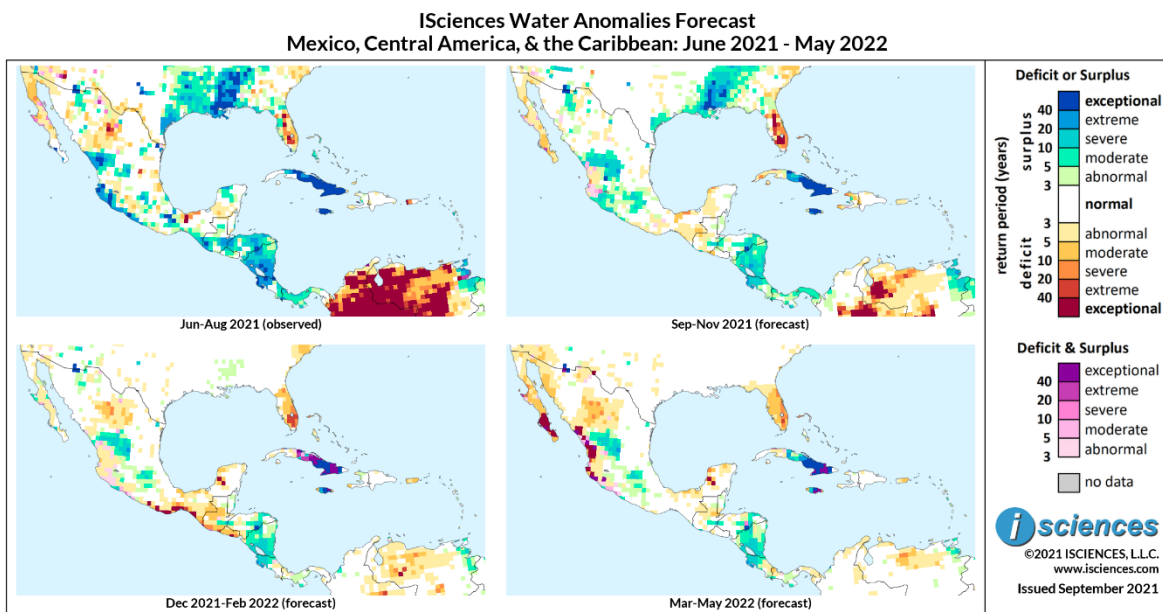 ISciences Water Anomalies Forecast
Mexico, Central America, & the Caribbean: June 2021 - May 2022
Jun-Aug 2021 (observed)
Sep-Nov 2021 (forecast)
Dec 2021-Feb 2022 (forecast)
Mar-May 2022 (forecast)
Deficit or Surplus
return period (years)
surplus
deficit
40 exceptional
20 extreme
10 severe
5 moderate
3 abnormal
normal
3 abnormal
5 moderate
10 severe
20 extreme
40 exceptional
Deficit & Surplus
40 exceptional
20 extreme
10 severe
5 moderate
3 abnormal
no data
i sciences
©2021 ISCIENCES, L.L.C.
www.isciences.com
Issued September 2021